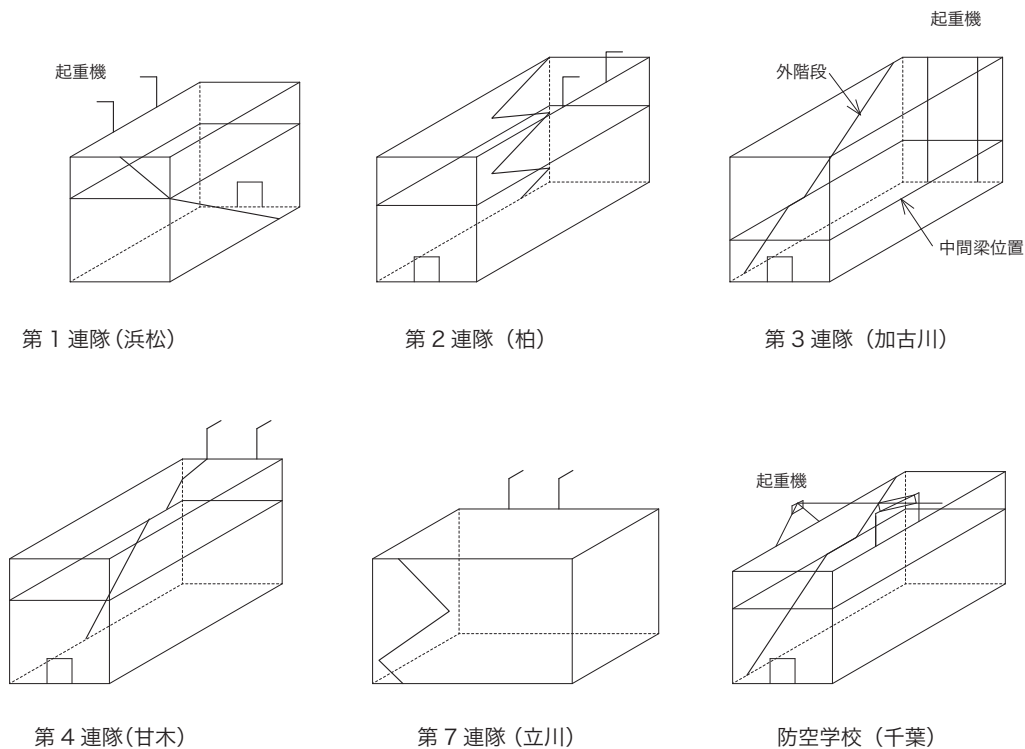 起重機
起重機
外階段
中間梁位置
第 1 連隊(浜松)
第 2 連隊（柏）
第 3 連隊（加古川）
起重機
第 4 連隊(甘木)
第 7 連隊（立川）
防空学校（千葉）